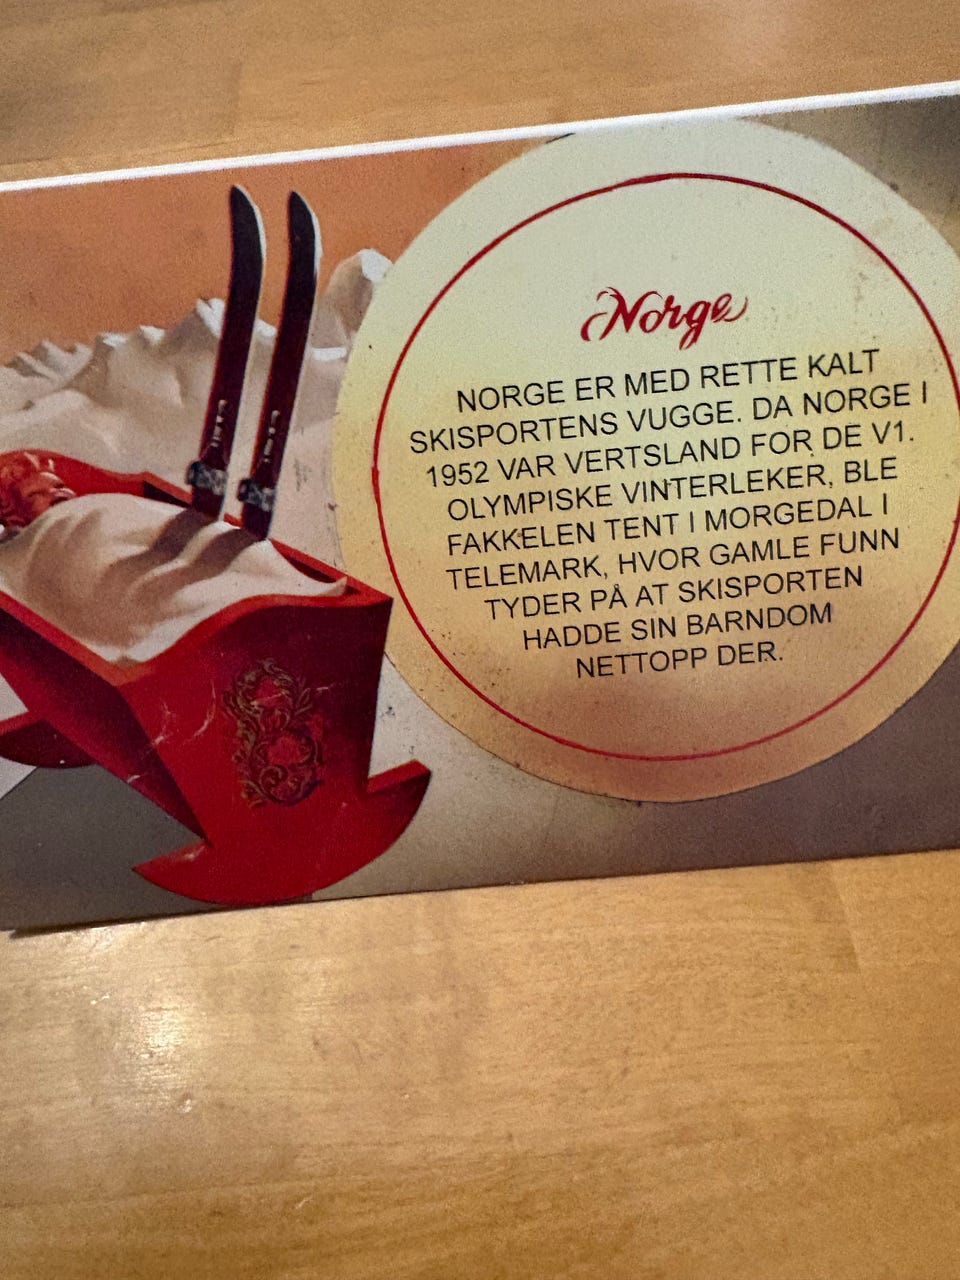 Norge
NORGE ER MED RETTE KALT
SKISPORTENS VUGGE. DA NORGE I
1952 VAR VERTSLAND FOR DE V1.
OLYMPISKE VINTERLEKER, BLE
FAKKELEN TENT I MORGEDAL I
TELEMARK, HVOR GAMLE FUNN
TYDER PÅ AT SKISPORTEN
HADDE SIN BARNDOM
NETTOPP DER.